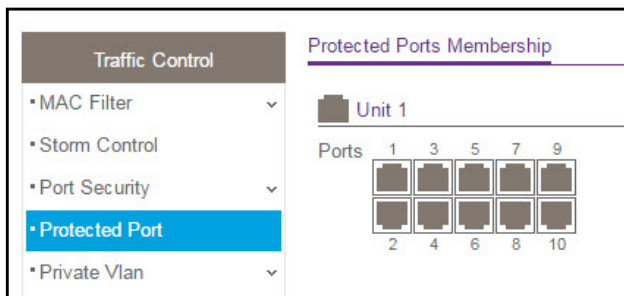 Traffic Control
MAC Filter
Storm Control
Port Security
Protected Port
Private Vlan
Protected Ports Membership
Unit 1
Ports 1 3 5 7 9
2 4 6 8 10